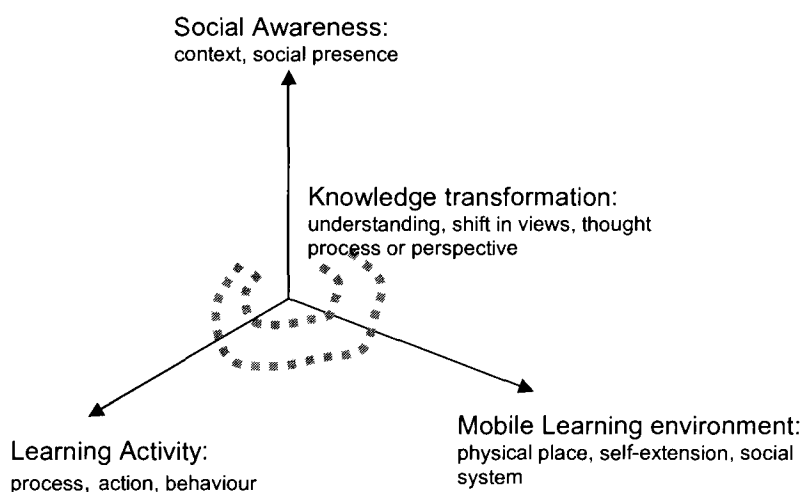 Social Awareness:
context, social presence
Knowledge transformation:
understanding, shift in views, thought
process or perspective
Learning Activity:
process, action, behaviour
Mobile Learning environment:
physical place, self-extension, social
system